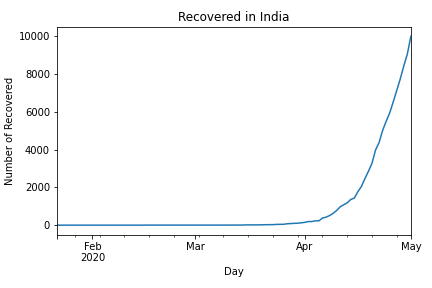 Recovered in India
Number of Recovered
10000
8000
6000
4000
2000
0
Feb
2020
Mar
Apr
May
Day